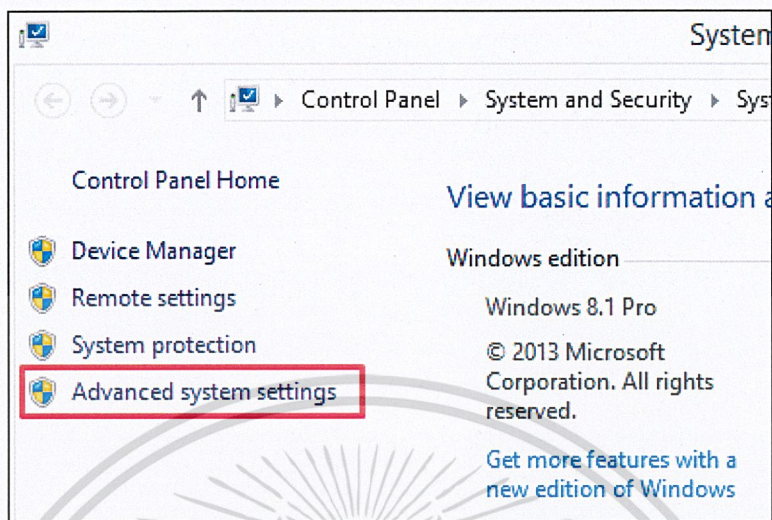 System
Control Panel System and Security Sys
Control Panel Home
Device Manager
Remote settings
System protection
Advanced system settings
View basic information a
Windows edition
Windows 8.1 Pro
© 2013 Microsoft
Corporation. All rights
reserved.
Get more features with a
new edition of Windows